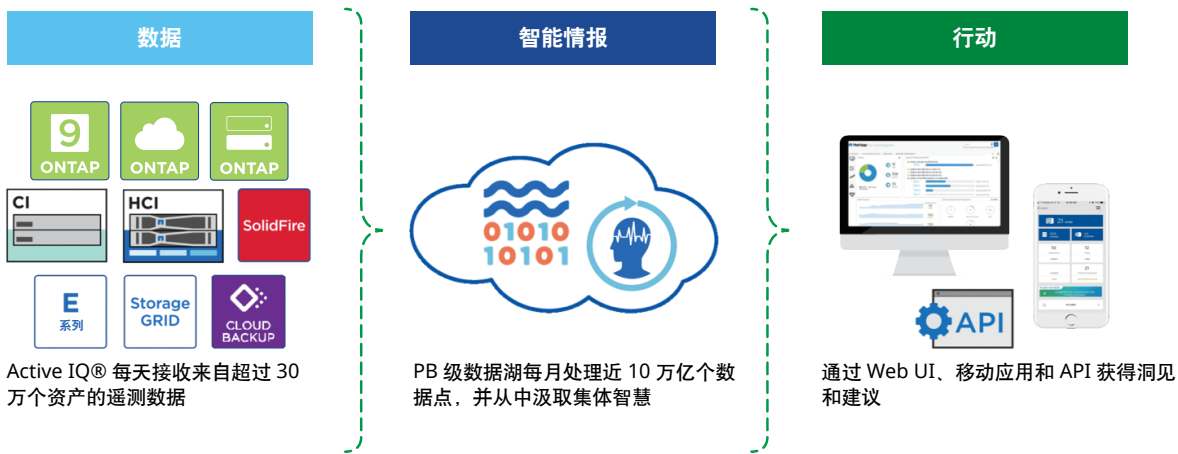 数据
智能情报
行动
9
ONTAP
ONTAP
ONTAP
CI
HCI
SolidFire
E
系列
Storage
GRID
CLOUD
BACKUP
01010
10101
NetApp
21
API
Active IQ® 每天接收来自超过 30
万个资产的遥测数据
PB 级数据湖每月处理近 10 万亿个数
据点，并从中汲取集体智慧
通过 Web UI、移动应用和 API 获得洞见
和建议